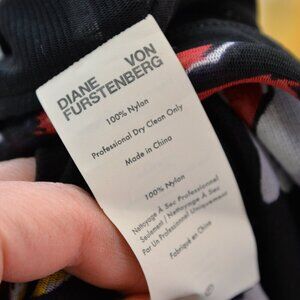 DIANE VON
FURSTENBERG
100% Nylon
Professional Dry Clean Only
Made in China
100% Nylon
Nettoyage A Sec Professionnel
Seulement / Nettoyage A Sec
Par Un Professionnel Uniquement
Fabriqué en Chine